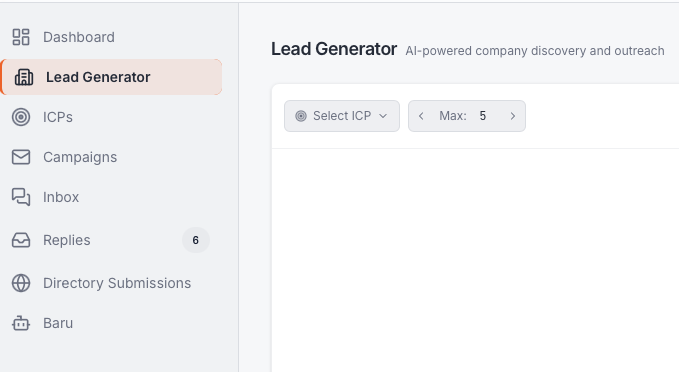 Dashboard
Lead Generator
ICPs
Campaigns
Inbox
Replies 6
Directory Submissions
Baru
Lead Generator AI-powered company discovery and outreach
Select ICP Max: 5